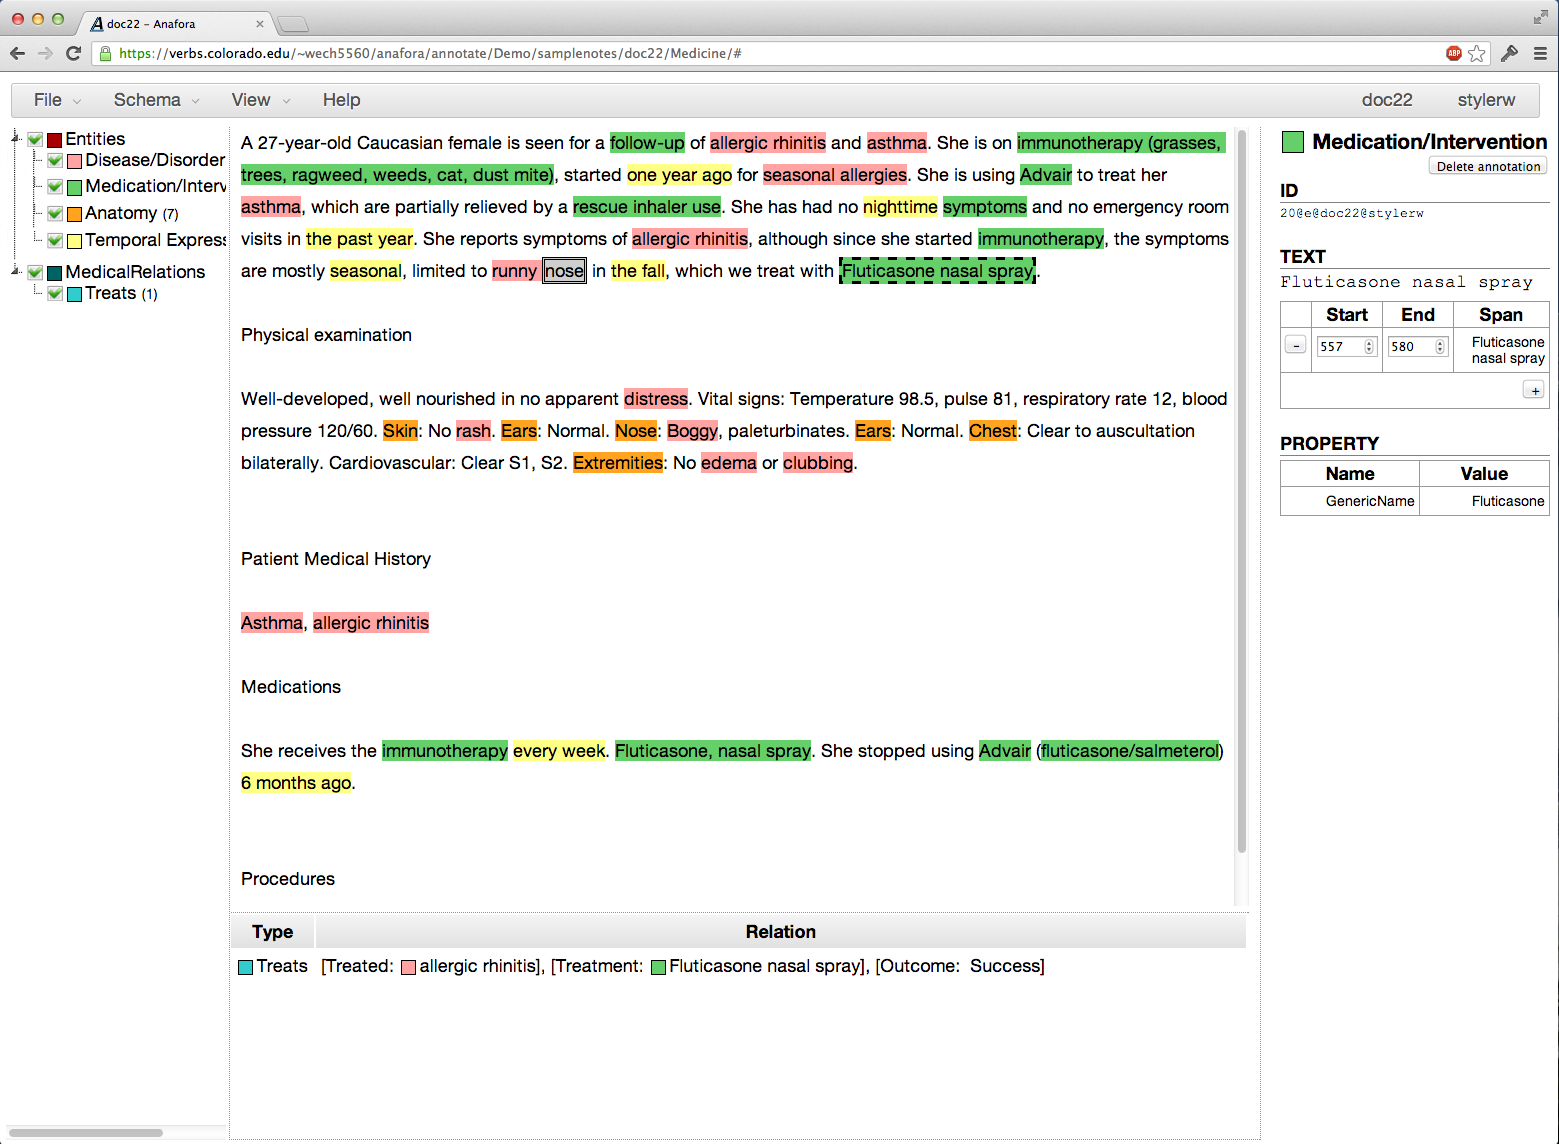 doc22 – Anafora
https://verbs.colorado.edu/~wech5560/anafora/annotate/Demo/samplenotes/doc22/Medicine/#
ABP
File Schema View Help doc22 stylerw
Entities
Disease/Disorder
Medication/Interv
Anatomy (7)
Temporal Express
MedicalRelations
Treats (1)
A 27-year-old Caucasian female is seen for a follow-up of allergic rhinitis and asthma. She is on immunotherapy (grasses,
trees, ragweed, weeds, cat, dust mite), started one year ago for seasonal allergies. She is using Advair to treat her
asthma, which are partially relieved by a rescue inhaler use. She has had no nighttime symptoms and no emergency room
visits in the past year. She reports symptoms of allergic rhinitis, although since she started immunotherapy, the symptoms
are mostly seasonal, limited to runny nose in the fall, which we treat with Fluticasone nasal spray.
Physical examination
Well-developed, well nourished in no apparent distress. Vital signs: Temperature 98.5, pulse 81, respiratory rate 12, blood
pressure 120/60. Skin: No rash. Ears: Normal. Nose: Boggy, paleturbinates. Ears: Normal. Chest: Clear to auscultation
bilaterally. Cardiovascular: Clear S1, S2. Extremities: No edema or clubbing.
Patient Medical History
Asthma, allergic rhinitis
Medications
She receives the immunotherapy every week. Fluticasone, nasal spray. She stopped using Advair (fluticasone/salmeterol)
6 months ago.
Procedures
Type Relation
Treats [Treated: allergic rhinitis], [Treatment: Fluticasone nasal spray], [Outcome: Success]
Medication/Intervention
Delete annotation
ID
20@e@doc22@stylerw
TEXT
Fluticasone nasal spray
Start End Span
- 557 580 Fluticasone
nasal spray
+
PROPERTY
Name Value
GenericName Fluticasone